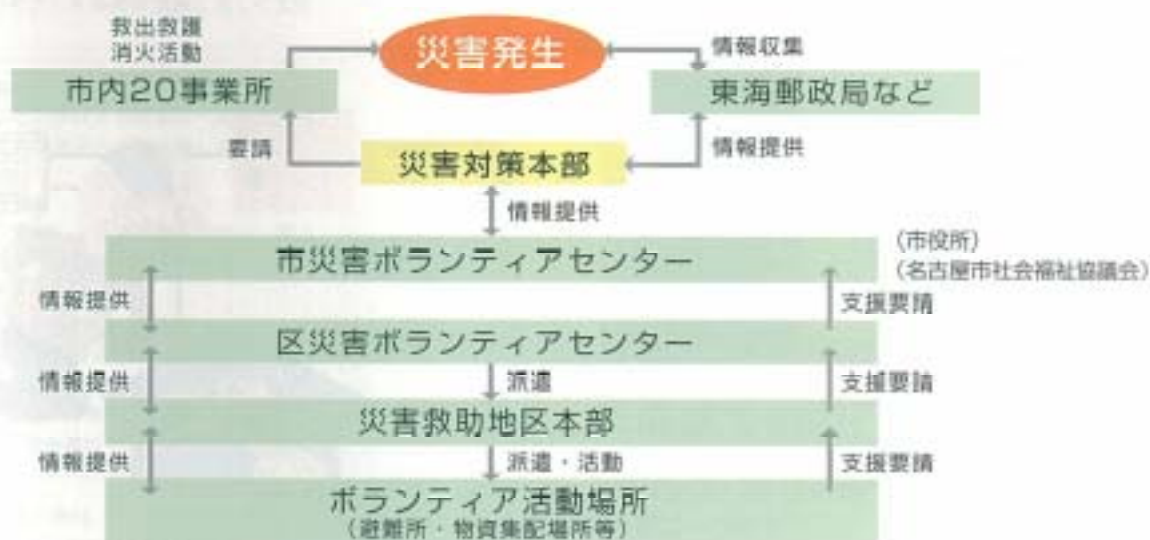 救出救護
消火活動
災害発生
情報収集
市内20事業所
東海郵政局など
要請
災害対策本部
情報提供
情報提供
市災害ボランティアセンター
(市役所)
(名古屋市社会福祉協議会)
情報提供
支援要請
区災害ボランティアセンター
情報提供
派遣
支援要請
災害救助地区本部
情報提供
派遣・活動
支援要請
ボランティア活動場所
(避難所・物資集配場所等)